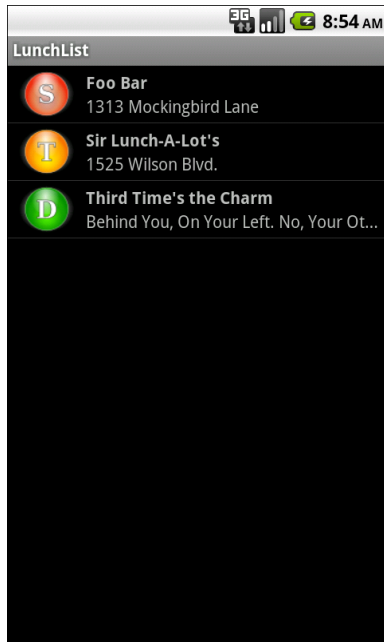 3G 8:54 AM
LunchList
S
Foo Bar
1313 Mockingbird Lane
T
Sir Lunch-A-Lot's
1525 Wilson Blvd.
D
Third Time's the Charm
Behind You, On Your Left. No, Your Ot...